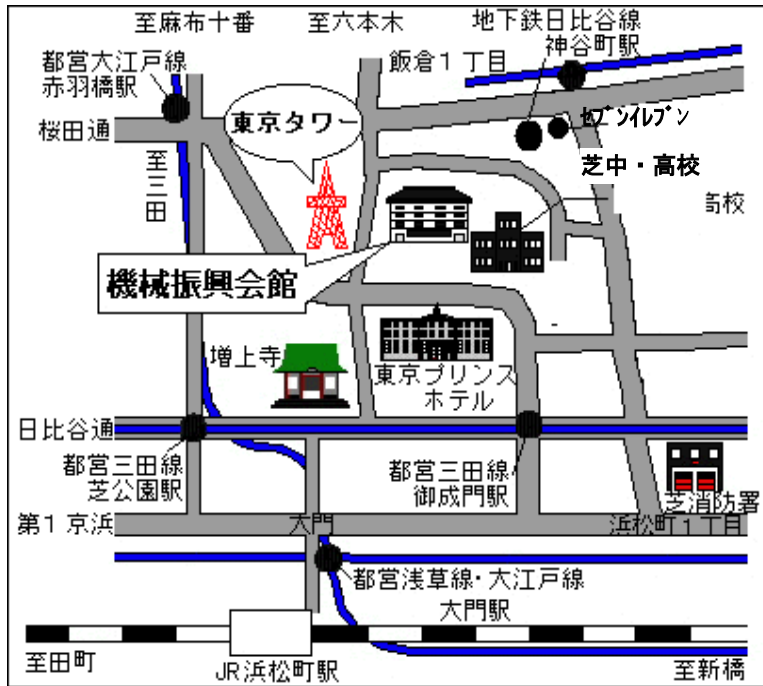 至麻布十番
至六本木
地下鉄日比谷線
神谷町駅
都営大江戸線
赤羽橋駅
飯倉1丁目
桜田通
東京タワー
セブンイレブン
芝中・高校
至三田
高校
機械振興会館
増上寺
東京プリンス
ホテル
日比谷通
都営三田線
芝公園駅
都営三田線
御成門駅
芝消防署
第1京浜
大門
浜松町1丁目
都営浅草線・大江戸線
大門駅
至田町
JR浜松町駅
至新橋